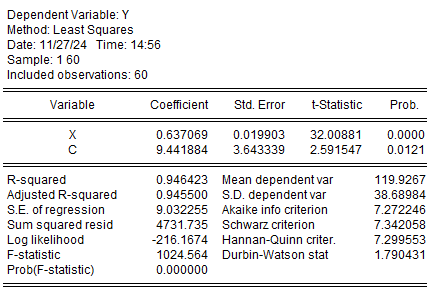 Dependent Variable: Y
Method: Least Squares
Date: 11/27/24 Time: 14:56
Sample: 1 60
Included observations: 60
Variable Coefficient Std. Error t-Statistic Prob.
X 0.637069 0.019903 32.00881 0.0000
C 9.441884 3.643339 2.591547 0.0121
R-squared 0.946423 Mean dependent var 119.9267
Adjusted R-squared 0.945500 S.D. dependent var 38.68984
S.E. of regression 9.032255 Akaike info criterion 7.272246
Sum squared resid 4731.735 Schwarz criterion 7.342058
Log likelihood -216.1674 Hannan-Quinn criter. 7.299553
F-statistic 1024.564 Durbin-Watson stat 1.790431
Prob(F-statistic) 0.000000